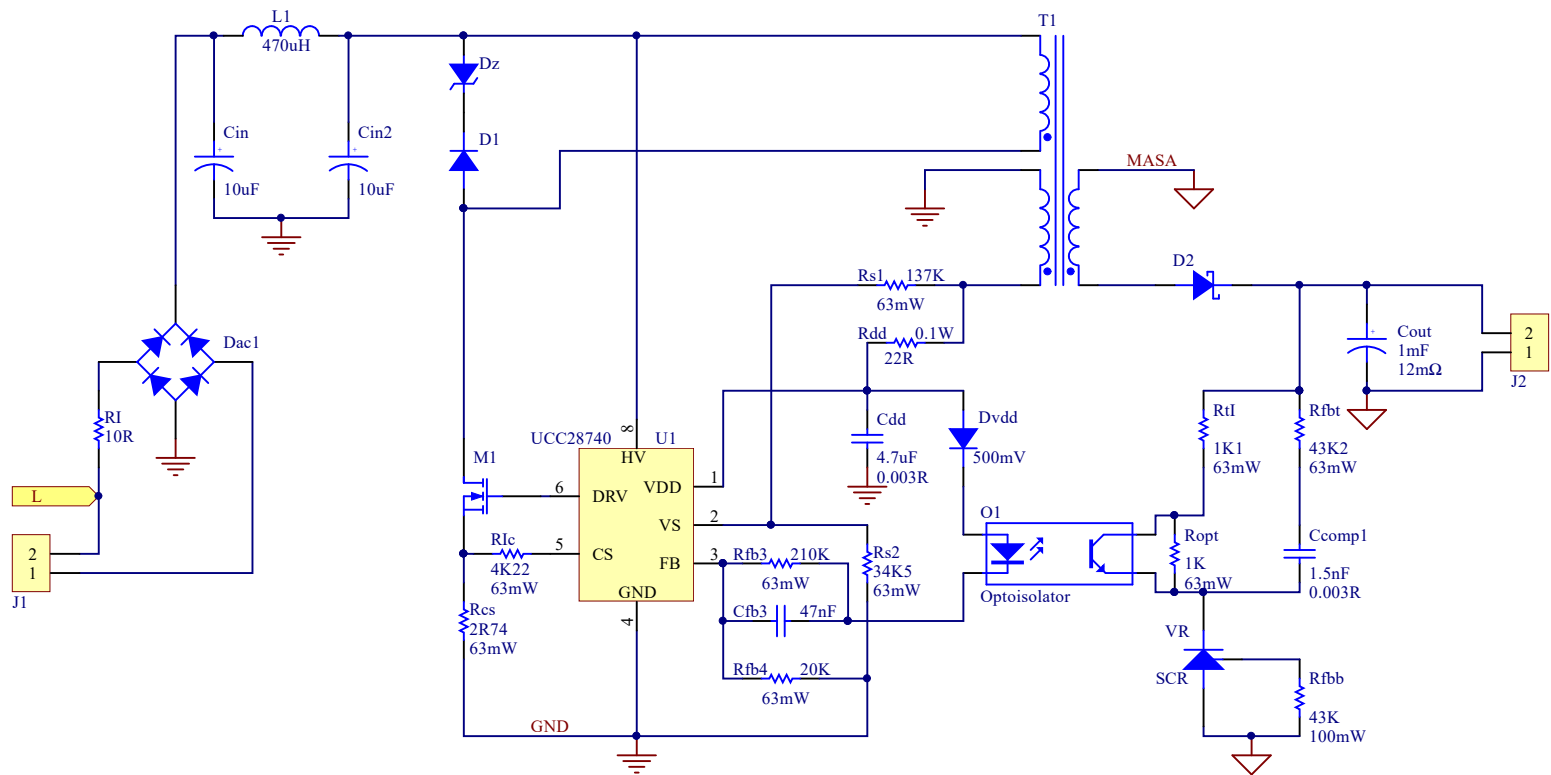 L1
470uH
T1
Dz
Cin
10uF
Cin2
10uF
D1
MASA
D2
Rs1 137K
63mW
Rdd 0.1W
22R
Dac1
RI
10R
L
2
1
J1
Cout
1mF
12mΩ
2
1
J2
UCC28740 U1
8
HV
M1
6
DRV
VDD
1
VS
2
5
CS
FB
3
GND
4
RIc
4K22
63mW
Rcs
2R74
63mW
GND
Cdd
4.7uF
0.003R
Dvdd
500mV
Rfb3 210K
63mW
Cfb3 47nF
Rfb4 20K
63mW
Rs2
34K5
63mW
O1
Optoisolator
RtI
1K1
63mW
Rfbt
43K2
63mW
Ropt
1K
63mW
Ccomp1
1.5nF
0.003R
VR
SCR
Rfbb
43K
100mW